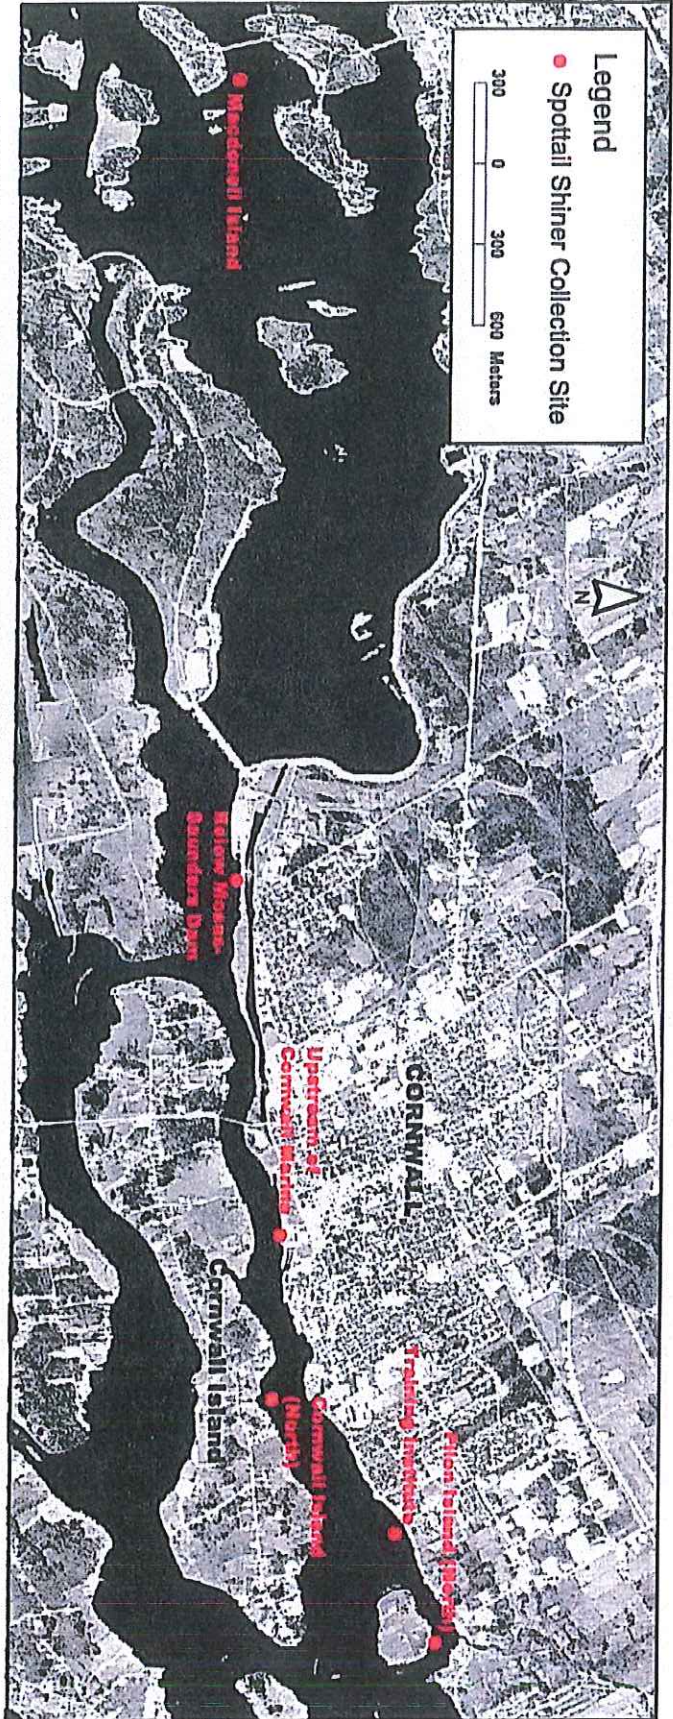 Legend
Spottail Shiner Collection Site
300 0 300 600 Meters
N
Macdonell Island
Below Moses-
Saunders Dam
Upstream of
Cornwall Marina
CORNWALL
Cornwall Island
Cornwall Island
(North)
Training Institute
Pilon Island (North)